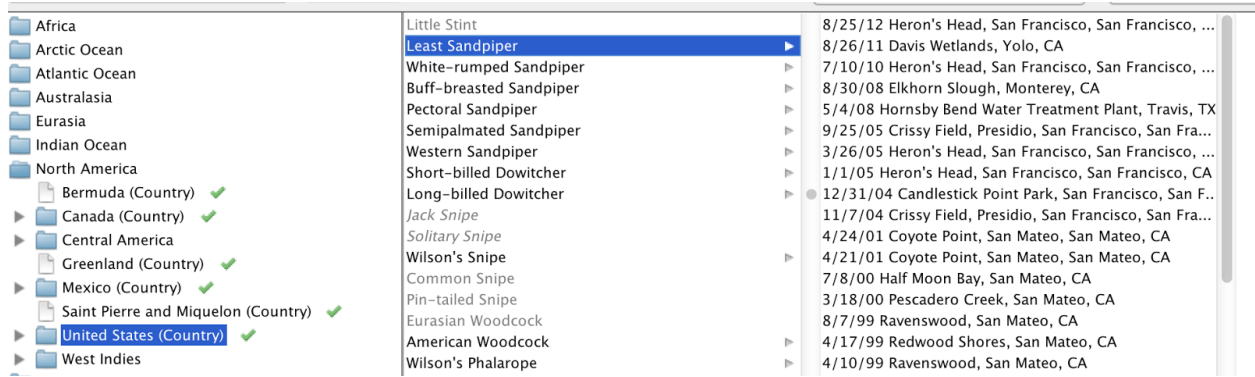 Africa
Arctic Ocean
Atlantic Ocean
Australasia
Eurasia
Indian Ocean
North America
Bermuda (Country)
Canada (Country)
Central America
Greenland (Country)
Mexico (Country)
Saint Pierre and Miquelon (Country)
United States (Country)
West Indies
Little Stint
Least Sandpiper
White-rumped Sandpiper
Buff-breasted Sandpiper
Pectoral Sandpiper
Semipalmated Sandpiper
Western Sandpiper
Short-billed Dowitcher
Long-billed Dowitcher
Jack Snipe
Solitary Snipe
Wilson's Snipe
Common Snipe
Pin-tailed Snipe
Eurasian Woodcock
American Woodcock
Wilson's Phalarope
8/25/12 Heron's Head, San Francisco, San Francisco, ...
8/26/11 Davis Wetlands, Yolo, CA
7/10/10 Heron's Head, San Francisco, San Francisco, ...
8/30/08 Elkhorn Slough, Monterey, CA
5/4/08 Hornsby Bend Water Treatment Plant, Travis, TX
9/25/05 Crissy Field, Presidio, San Francisco, San Fra...
3/26/05 Heron's Head, San Francisco, San Francisco, ...
1/1/05 Heron's Head, San Francisco, San Francisco, CA
12/31/04 Candlestick Point Park, San Francisco, San F..
11/7/04 Crissy Field, Presidio, San Francisco, San Fra...
4/24/01 Coyote Point, San Mateo, San Mateo, CA
4/21/01 Coyote Point, San Mateo, San Mateo, CA
7/8/00 Half Moon Bay, San Mateo, CA
3/18/00 Pescadero Creek, San Mateo, CA
8/7/99 Ravenswood, San Mateo, CA
4/17/99 Redwood Shores, San Mateo, CA
4/10/99 Ravenswood, San Mateo, CA